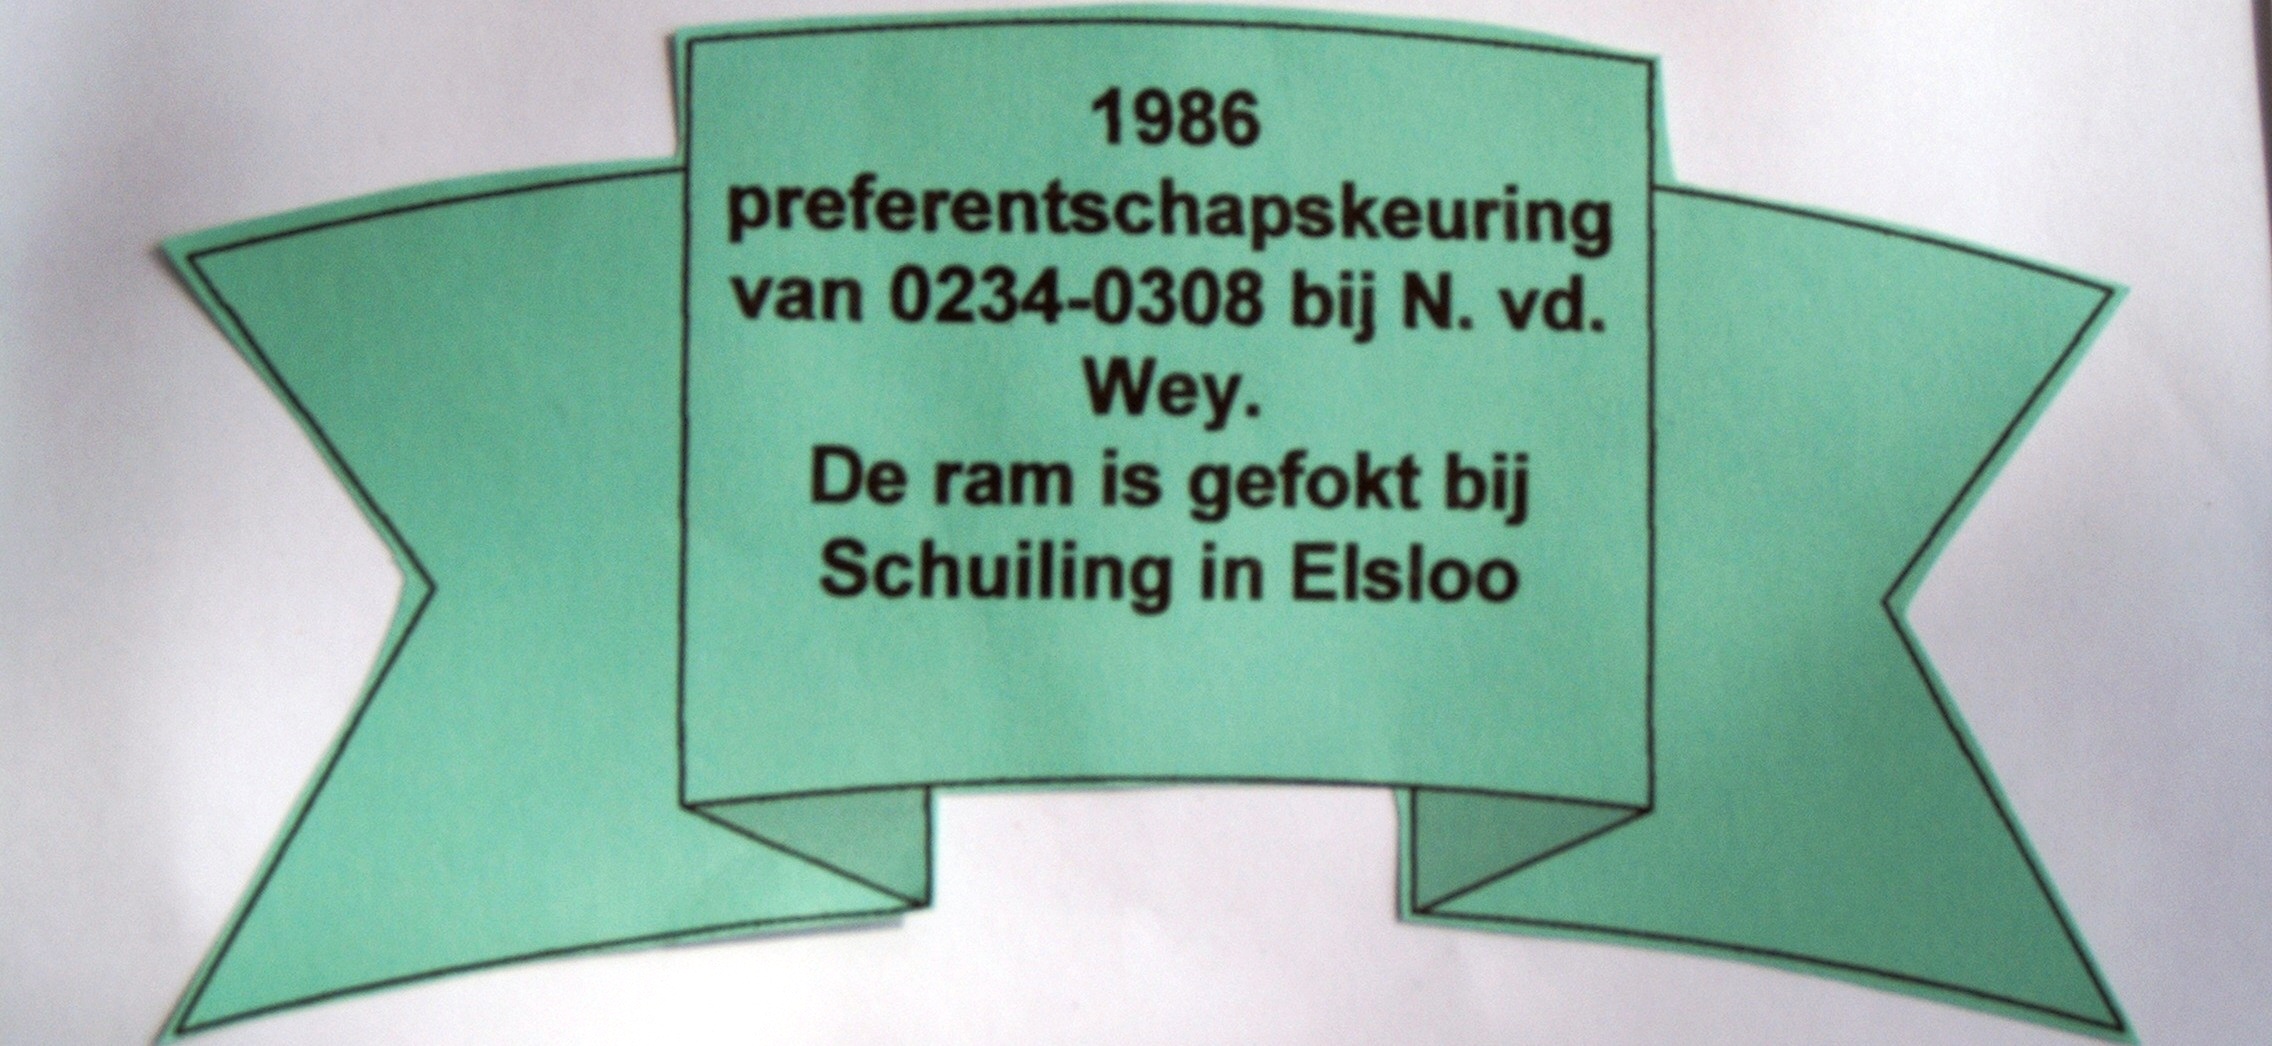 1986
preferentschapskeuring
van 0234-0308 bij N. vd.
Wey.
De ram is gefokt bij
Schuiling in Elsloo